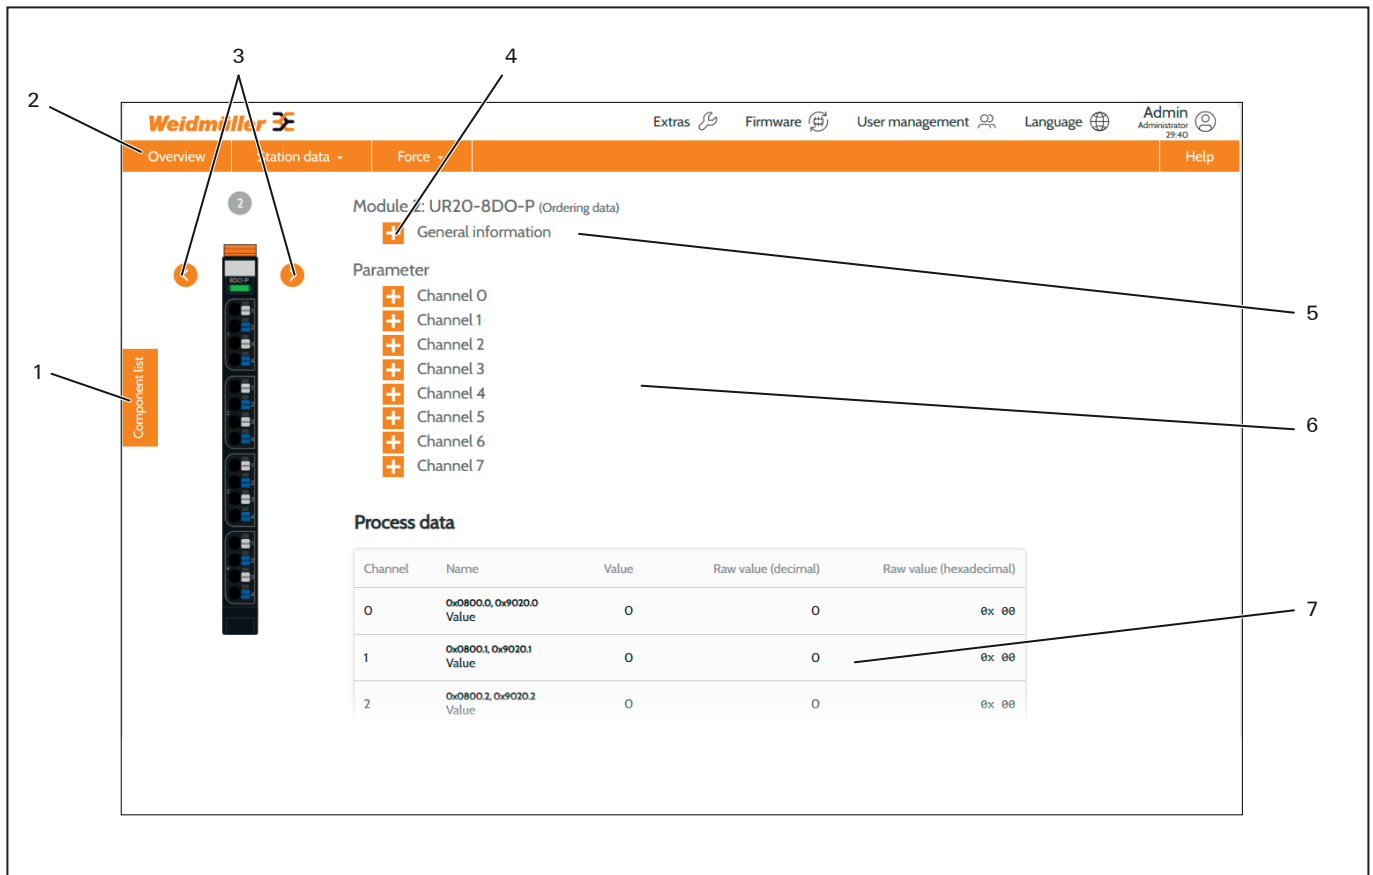 3
4
2
Weidmüller
Extras
Firmware
User management
Language
Admin
Administrator
29:40
Overview
Station data
Force
Help
2
Module 2: UR20-8DO-P (Ordering data)
General information
Parameter
8DO-P
Channel 0
Channel 1
Channel 2
Channel 3
Channel 4
Channel 5
Channel 6
Channel 7
5
1
Component list
6
Process data
Channel Name Value Raw value (decimal) Raw value (hexadecimal)
0 0x0800.0, 0x9020.0 0 0 0x 00
Value
7
1 0x0800.1, 0x9020.1 0 0 0x 00
Value
2 0x0800.2, 0x9020.2 0 0 0x 00
Value